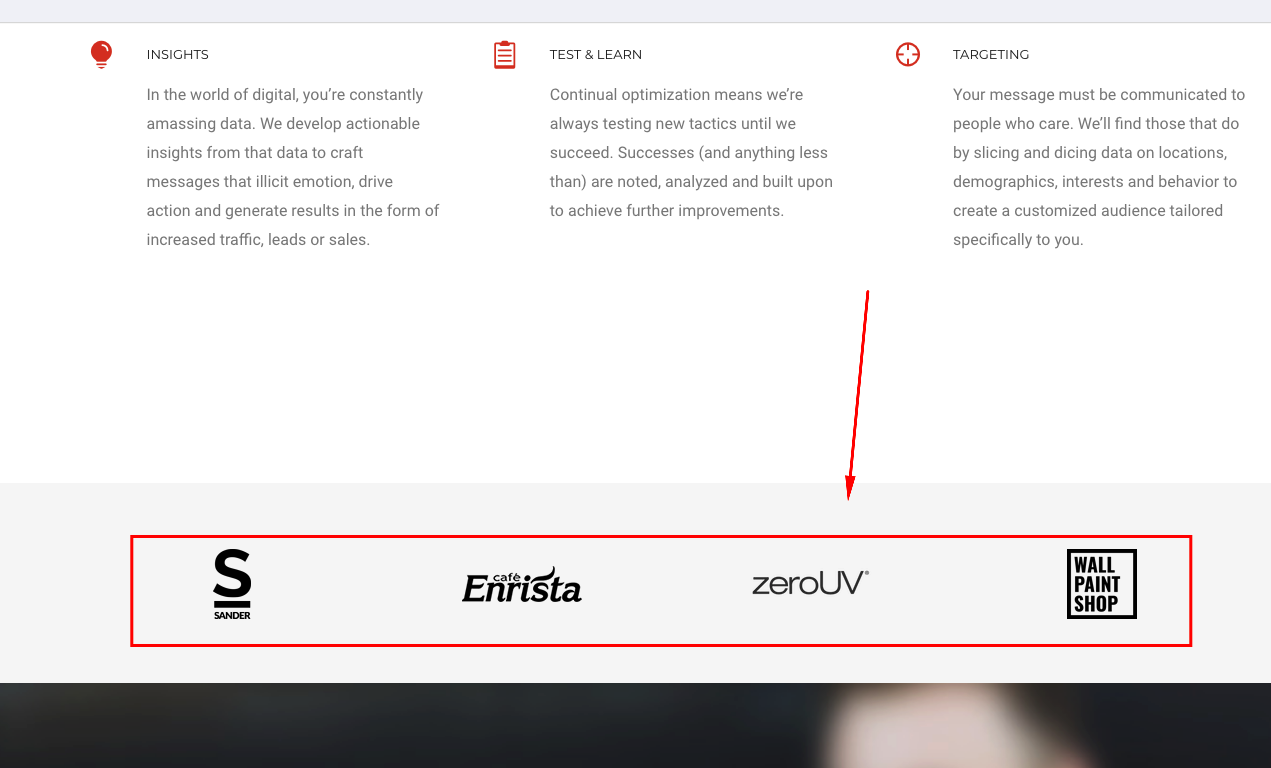 INSIGHTS
In the world of digital, you’re constantly
amassing data. We develop actionable
insights from that data to craft
messages that illicit emotion, drive
action and generate results in the form of
increased traffic, leads or sales.
TEST & LEARN
Continual optimization means we’re
always testing new tactics until we
succeed. Successes (and anything less
than) are noted, analyzed and built upon
to achieve further improvements.
TARGETING
Your message must be communicated to
people who care. We’ll find those that do
by slicing and dicing data on locations,
demographics, interests and behavior to
create a customized audience tailored
specifically to you.
S
SANDER
café
Enrista
zeroUV®
WALL
PAINT
SHOP